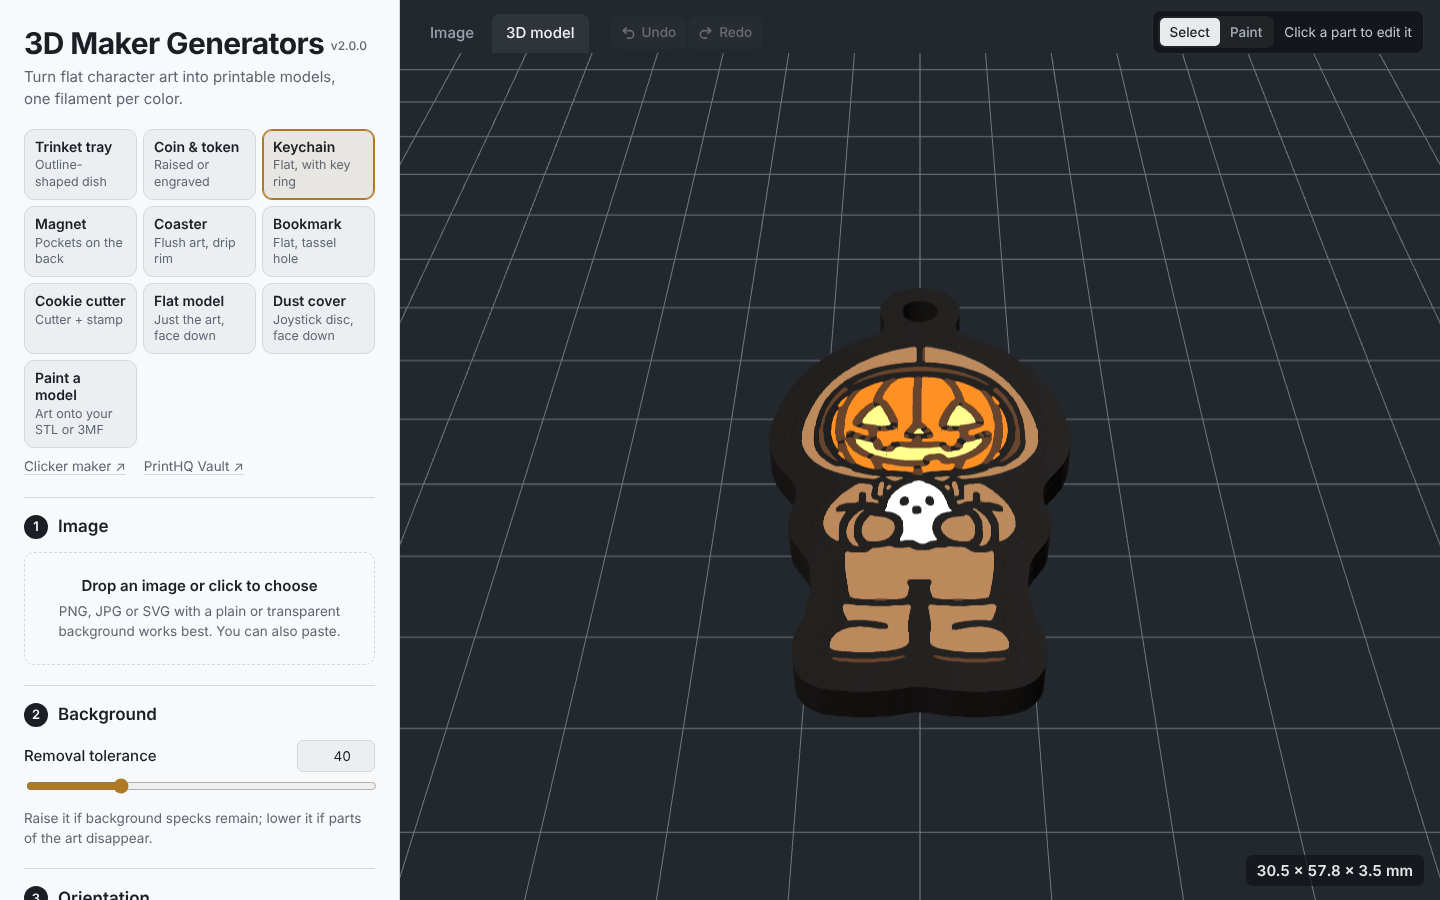 3D Maker Generators v2.0.0
Turn flat character art into printable models,
one filament per color.
Trinket tray
Outline-
shaped dish
Coin & token
Raised or
engraved
Keychain
Flat, with key
ring
Magnet
Pockets on the
back
Coaster
Flush art, drip
rim
Bookmark
Flat, tassel
hole
Cookie cutter
Cutter + stamp
Flat model
Just the art,
face down
Dust cover
Joystick disc,
face down
Paint a
model
Art onto your
STL or 3MF
Clicker maker ↗ PrintHQ Vault ↗
1 Image
Drop an image or click to choose
PNG, JPG or SVG with a plain or transparent
background works best. You can also paste.
2 Background
Removal tolerance 40
Raise it if background specks remain; lower it if parts
of the art disappear.
3 Orientation
Image 3D model Undo Redo
Select Paint Click a part to edit it
30.5 × 57.8 × 3.5 mm